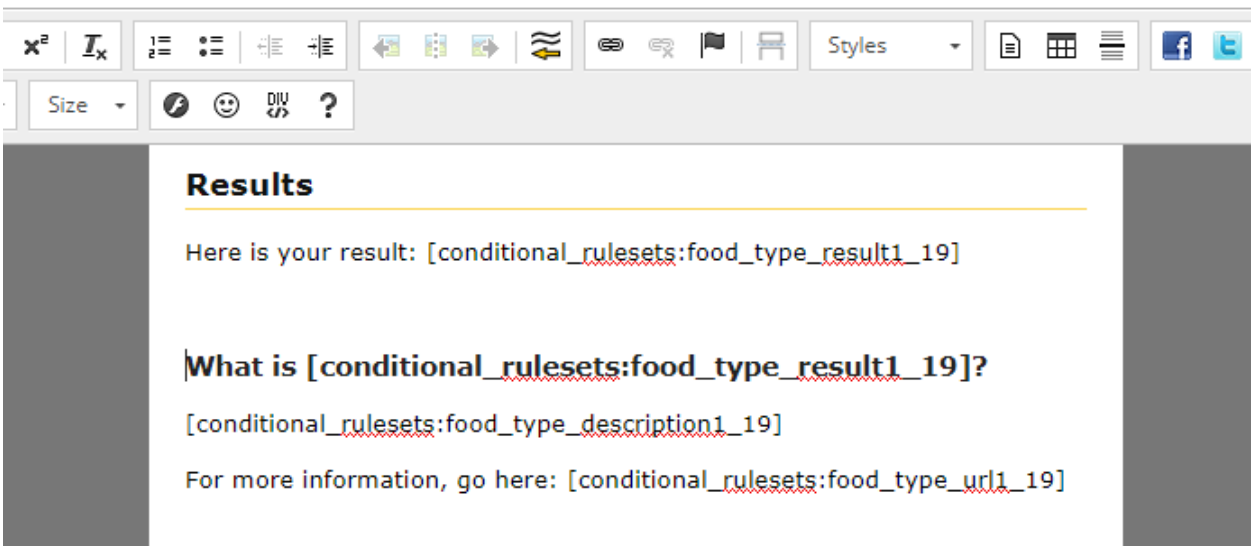 Styles
Size
DIV
?
Results
Here is your result: [conditional_rulesets:food_type_result1_19]
What is [conditional_rulesets:food_type_result1_19]?
[conditional_rulesets:food_type_description1_19]
For more information, go here: [conditional_rulesets:food_type_url1_19]